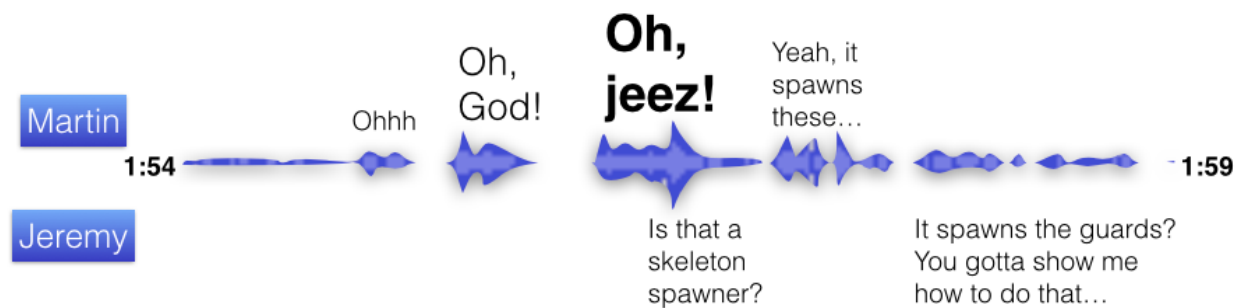 Martin
1:54
Ohhh
Oh,
God!
Oh,
jeez!
Yeah, it
spawns
these…
1:59
Jeremy
Is that a
skeleton
spawner?
It spawns the guards?
You gotta show me
how to do that…